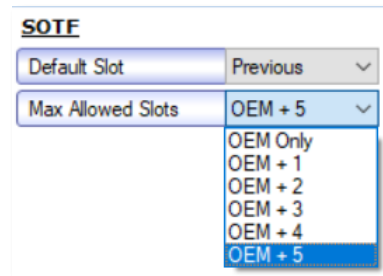 SOTF
Default Slot Previous
Max Allowed Slots OEM + 5
OEM Only
OEM + 1
OEM + 2
OEM + 3
OEM + 4
OEM + 5